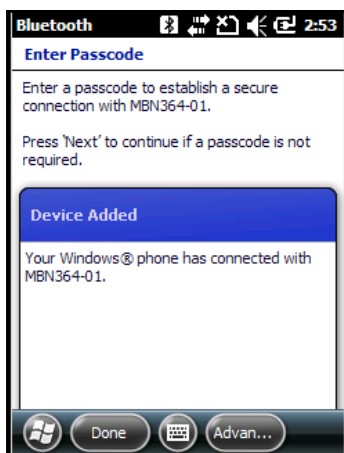 Bluetooth 2:53
Enter Passcode
Enter a passcode to establish a secure
connection with MBN364-01.
Press 'Next' to continue if a passcode is not
required.
Device Added
Your Windows® phone has connected with
MBN364-01.
Done Advan...